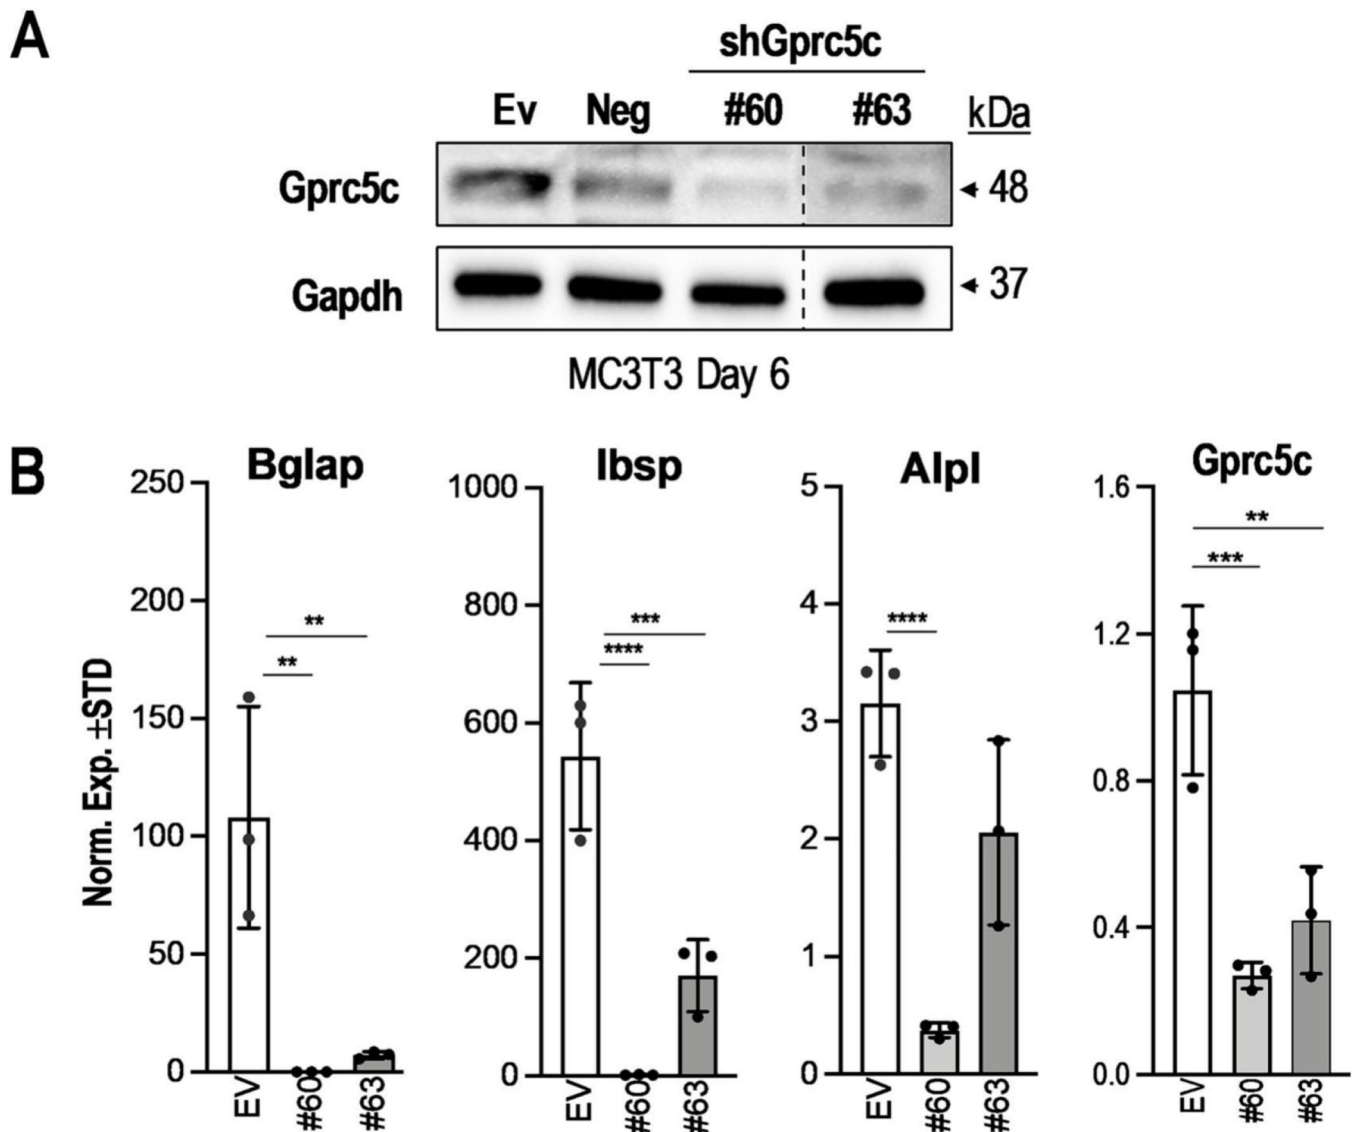 A
shGprc5c
Ev Neg #60 #63 kDa
Gprc5c 48
Gapdh 37
MC3T3 Day 6
B
Norm. Exp. ±STD
Bglap
250
200
150
100
50
0
**
**
EV #60 #63
Ibsp
1000
800
600
400
200
0
***
****
EV #60 #63
Alpl
5
4
3
2
1
0
****
EV #60 #63
Gprc5c
1.6
1.2
0.8
0.4
0.0
**
***
EV #60 #63